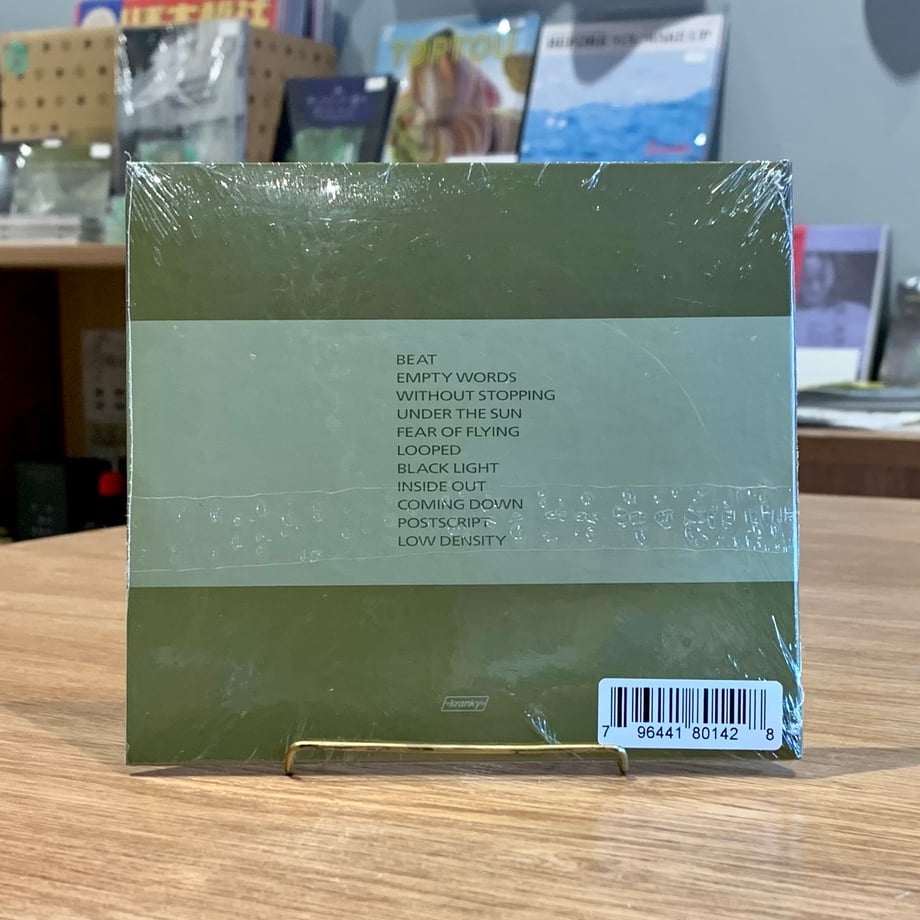 BEAT
EMPTY WORDS
WITHOUT STOPPING
UNDER THE SUN
FEAR OF FLYING
LOOPED
BLACK LIGHT
INSIDE OUT
COMING DOWN
POSTSCRIPT
LOW DENSITY
kranky
7 96441 80142 8